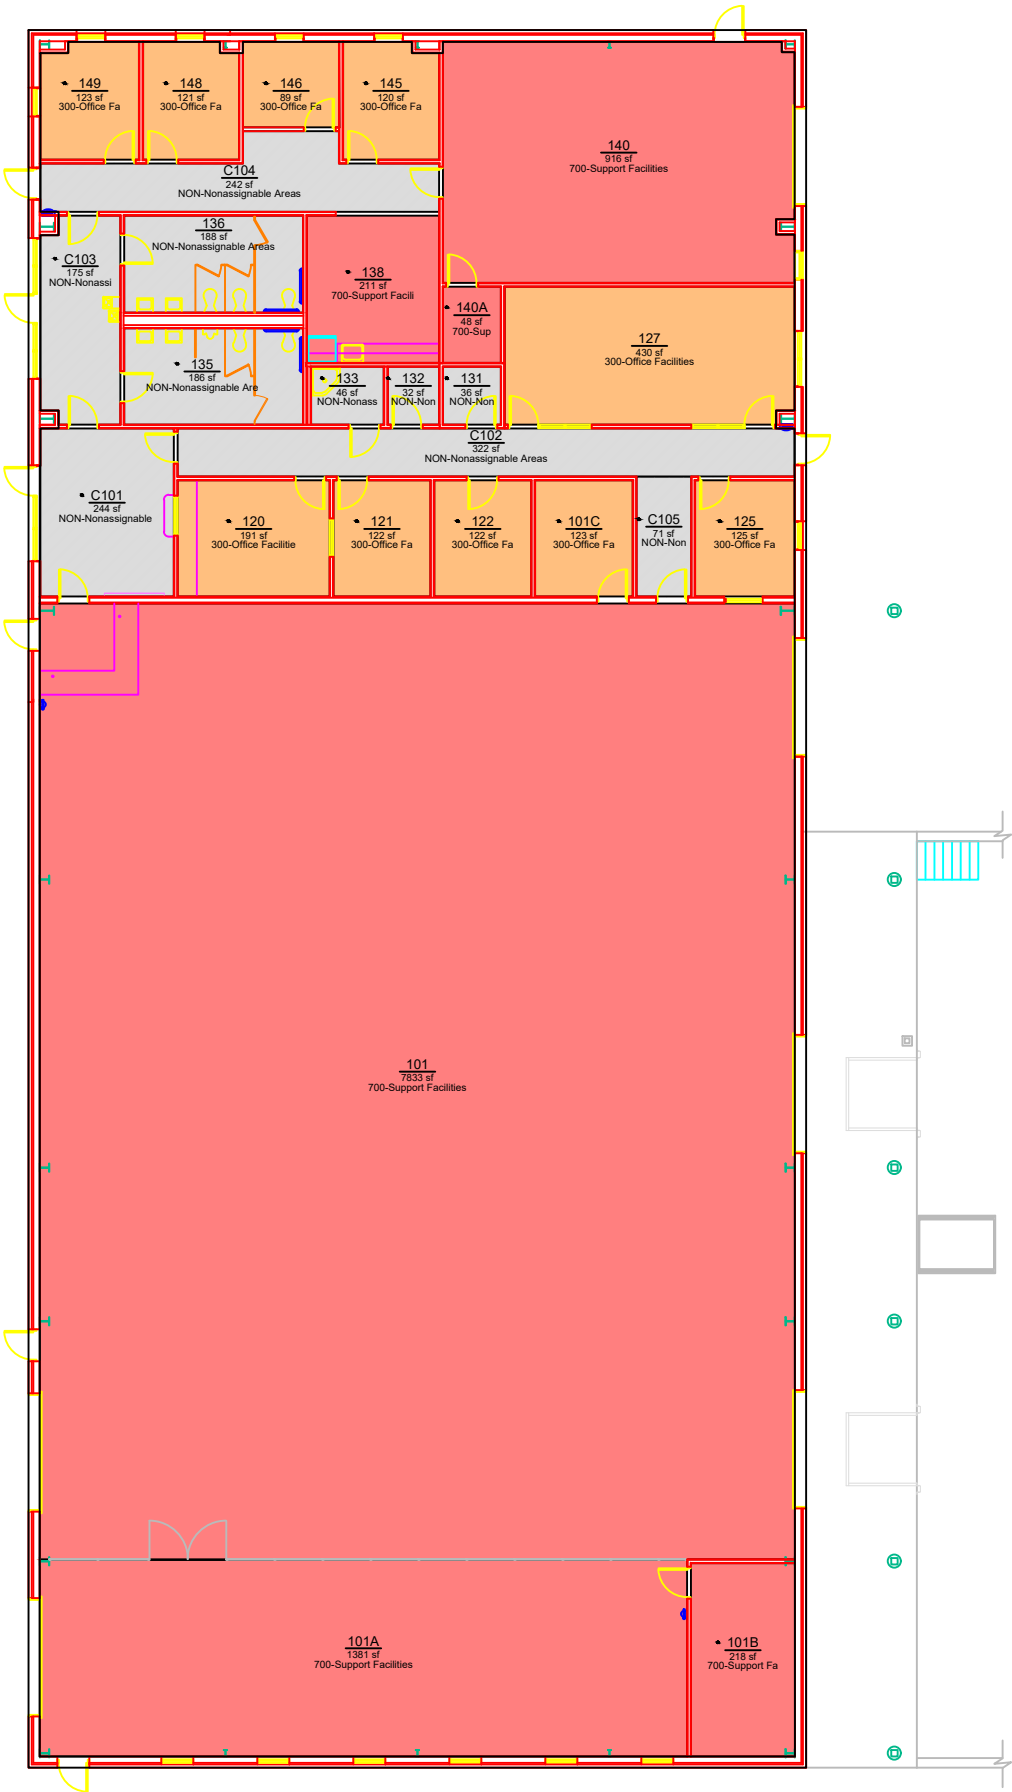 149
123 sf
300-Office Fa
148
121 sf
300-Office Fa
146
89 sf
300-Office Fa
145
120 sf
300-Office Fa
140
916 sf
700-Support Facilities
C104
242 sf
NON-Nonassignable Areas
136
188 sf
NON-Nonassignable Areas
C103
175 sf
NON-Nonassi
138
211 sf
700-Support Facili
140A
48 sf
700-Sup
127
430 sf
300-Office Facilities
135
186 sf
NON-Nonassignable Are
133
46 sf
NON-Nonass
132
32 sf
NON-Non
131
36 sf
NON-Non
C102
322 sf
NON-Nonassignable Areas
C101
244 sf
NON-Nonassignable
120
191 sf
300-Office Facilitie
121
122 sf
300-Office Fa
122
122 sf
300-Office Fa
101C
123 sf
300-Office Fa
C105
71 sf
NON-Non
125
125 sf
300-Office Fa
101
7833 sf
700-Support Facilities
101A
1381 sf
700-Support Facilities
101B
218 sf
700-Support Fa